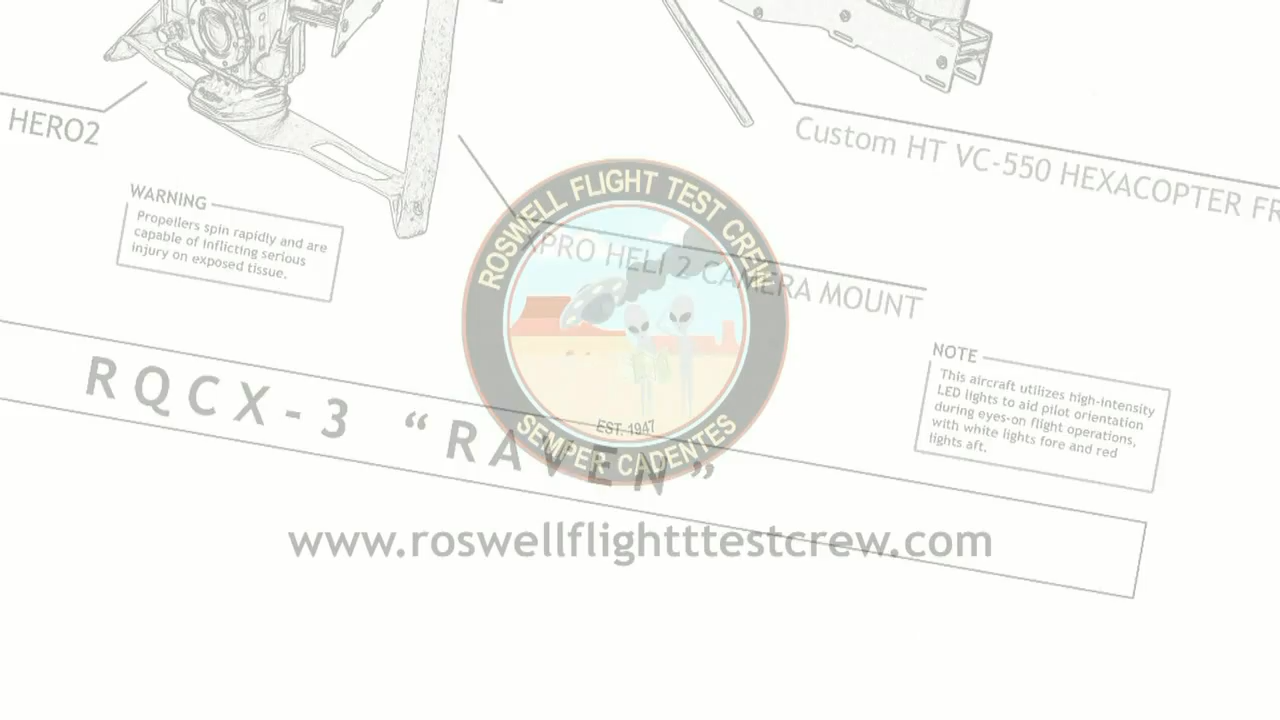 HERO2
Custom HT VC-550 HEXACOPTER FR
WARNING
Propellers spin rapidly and are
capable of inflicting serious
injury on exposed tissue.
ROSWELL FLIGHT TEST CREW
XPRO HELI 2 CAMERA MOUNT
EST. 1947
SEMPER CADENTES
NOTE
This aircraft utilizes high-intensity
LED lights to aid pilot orientation
during eyes-on flight operations,
with white lights fore and red
lights aft.
RQCX-3 “RAVEN”
www.roswellflightttestcrew.com